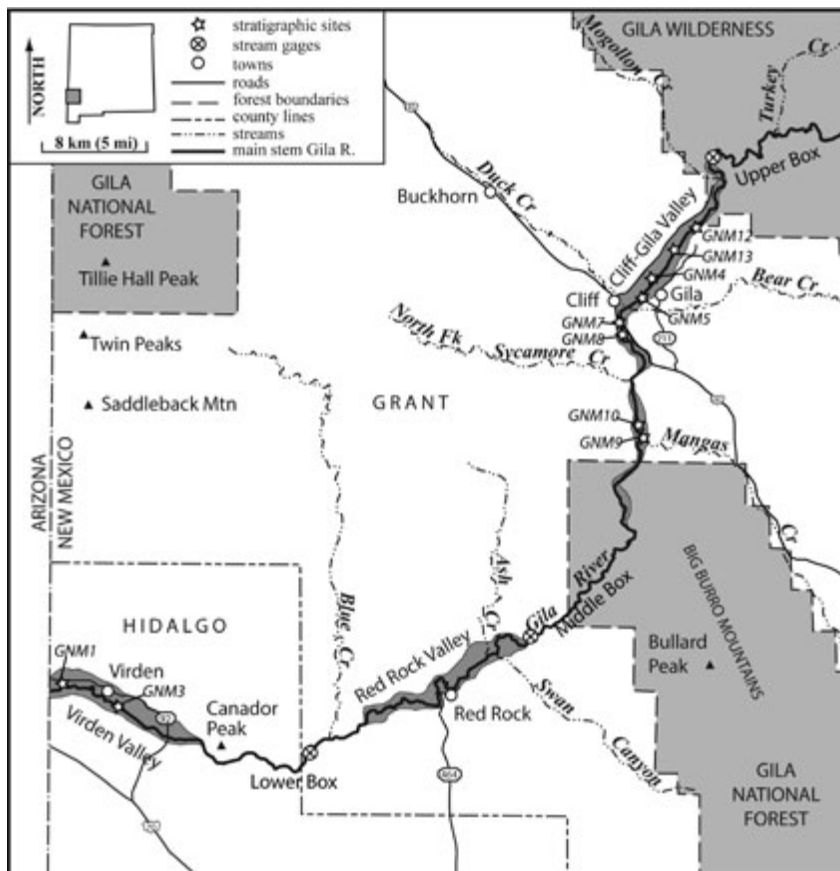 NORTH
8 km (5 mi)
stratigraphic sites
stream gages
towns
roads
forest boundaries
county lines
streams
main stem Gila R.
GILA WILDERNESS
Mogollon Cr
Turkey Cr
Upper Box
GILA
NATIONAL
FOREST
Tillie Hall Peak
Buckhorn
Duck Cr
Cliff-Gila Valley
GNM12
GNM13
GNM4
Bear Cr
Cliff
Gila
GNM5
GNM7
GNM8
211
Twin Peaks
North Fk
Sycamore Cr
Saddleback Mtn
GRANT
GNM10
GNM9
Mangas Cr
ARIZONA
NEW MEXICO
Ash Cr
Gila River
Middle Box
BIG BURRO MOUNTAINS
Bullard
Peak
Blue Cr
HIDALGO
Red Rock Valley
GNM1
Virden
GNM3
Virden Valley
Canador
Peak
Red Rock
Swan Canyon
Lower Box
464
GILA
NATIONAL
FOREST